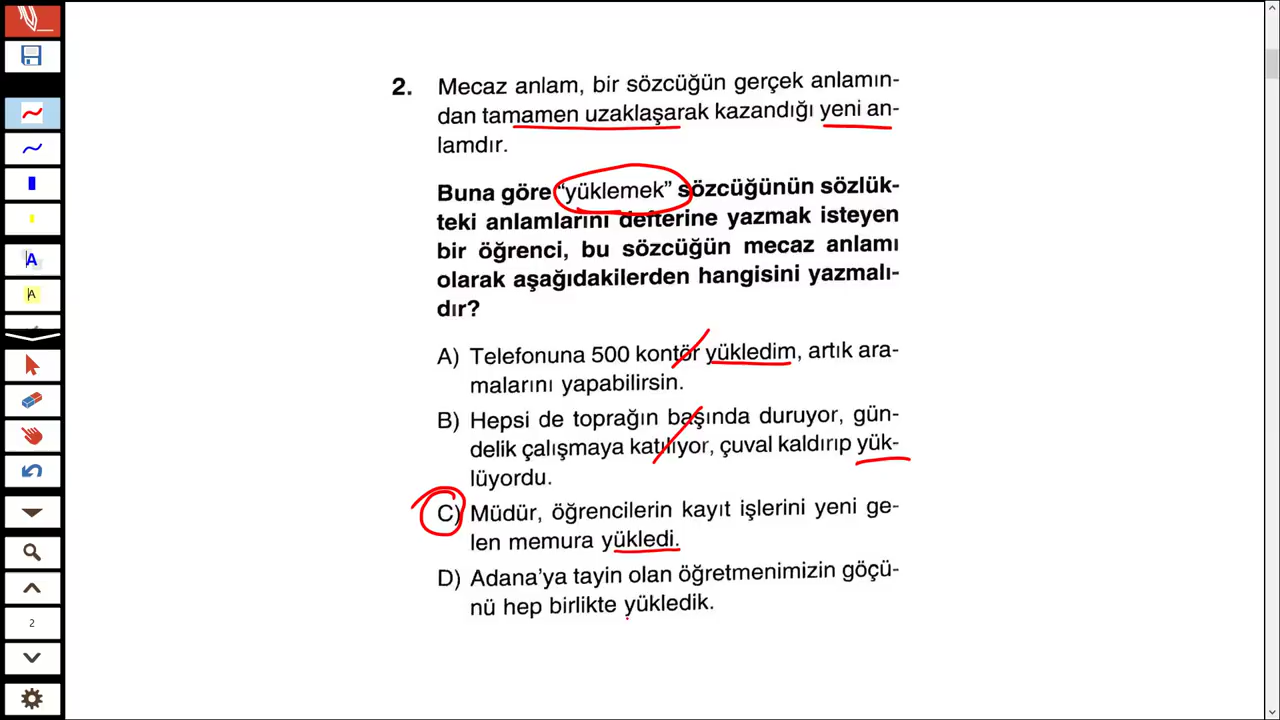 2. Mecaz anlam, bir sözcüğün gerçek anlamın-
dan tamamen uzaklaşarak kazandığı yeni an-
lamdır.
Buna göre “yüklemek” sözcüğünün sözlük-
teki anlamlarını defterine yazmak isteyen
bir öğrenci, bu sözcüğün mecaz anlamı
olarak aşağıdakilerden hangisini yazmalı-
dır?
A) Telefonuna 500 kontör yükledim, artık ara-
malarını yapabilirsin.
B) Hepsi de toprağın başında duruyor, gün-
delik çalışmaya katılıyor, çuval kaldırıp yük-
lüyordu.
C) Müdür, öğrencilerin kayıt işlerini yeni ge-
len memura yükledi.
D) Adana’ya tayin olan öğretmenimizin göçü-
nü hep birlikte yükledik.
A
A
2